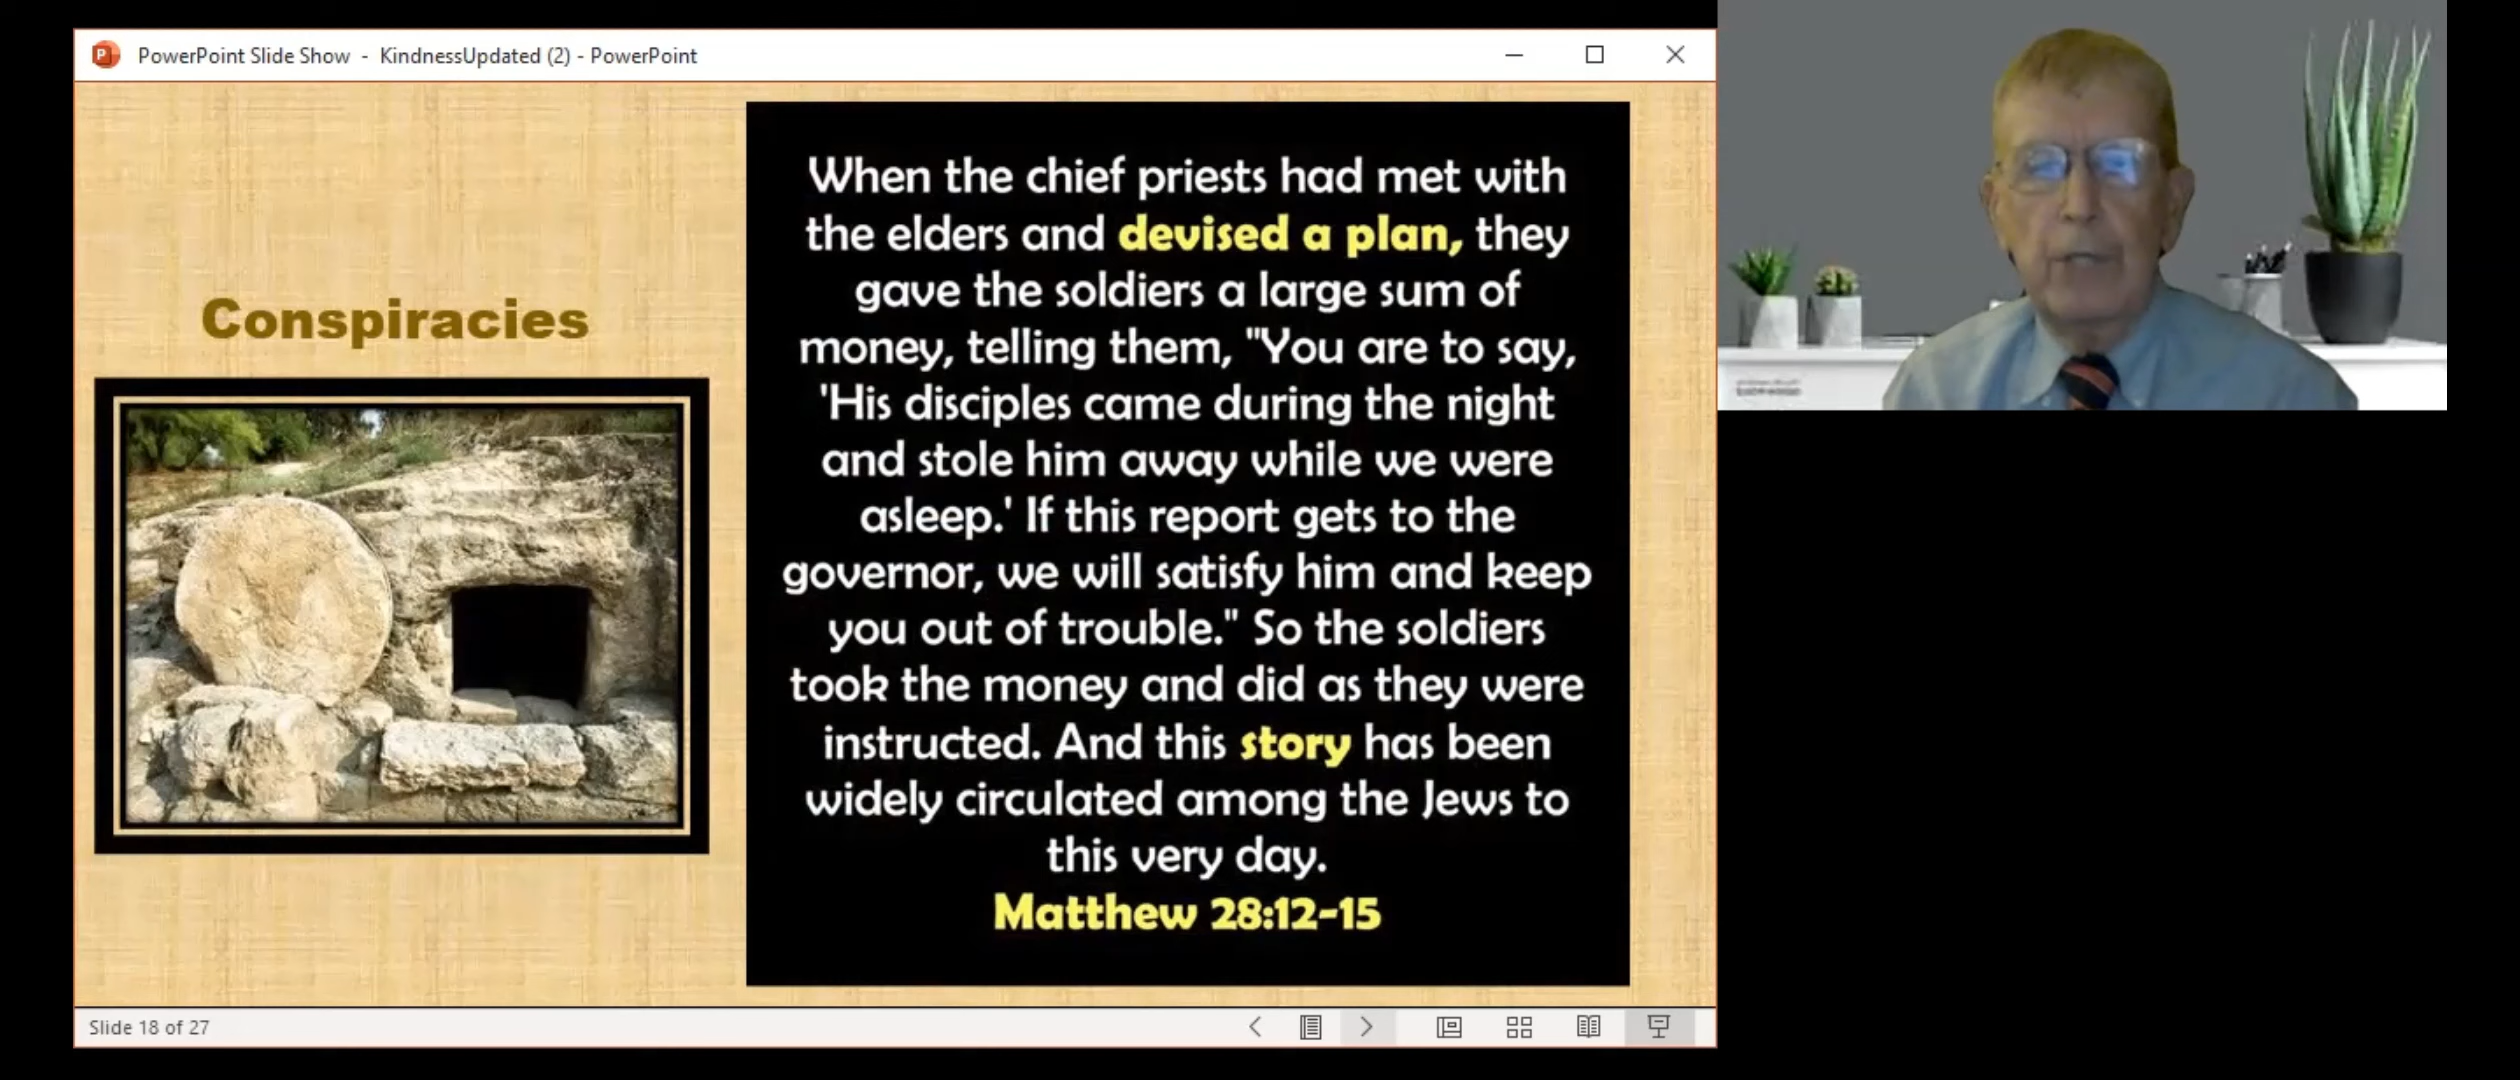 PowerPoint Slide Show - KindnessUpdated (2) - PowerPoint
Conspiracies
When the chief priests had met with
the elders and devised a plan, they
gave the soldiers a large sum of
money, telling them, "You are to say,
'His disciples came during the night
and stole him away while we were
asleep.' If this report gets to the
governor, we will satisfy him and keep
you out of trouble." So the soldiers
took the money and did as they were
instructed. And this story has been
widely circulated among the Jews to
this very day.
Matthew 28:12-15
Slide 18 of 27